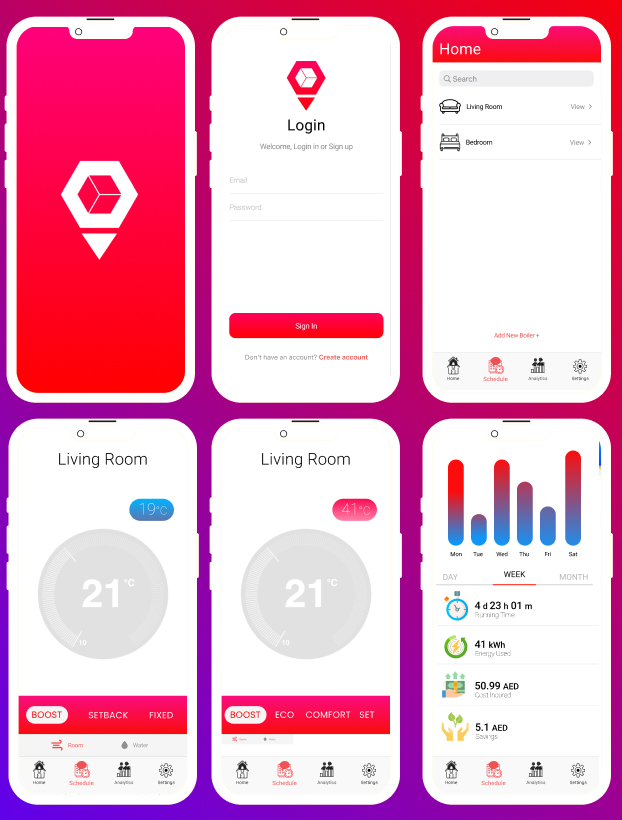 Login
Welcome, Login in or Sign up
Email
Password
Sign In
Don't have an account? Create account
Home
Search
Living Room View >
Bedroom View >
Add New Boiler +
Home Schedule Analytics Settings
Living Room
19°C
21°C
10
BOOST SETBACK FIXED
Room Water
Home Schedule Analytics Settings
Living Room
41°C
21°C
10
BOOST ECO COMFORT SET
Room Water
Home Schedule Analytics Settings
Mon Tue Wed Thu Fri Sat
DAY WEEK MONTH
4 d 23 h 01 m
Running Time
41 kWh
Energy Used
50.99 AED
Cost Inqured
5.1 AED
Savings
Home Schedule Analytics Settings